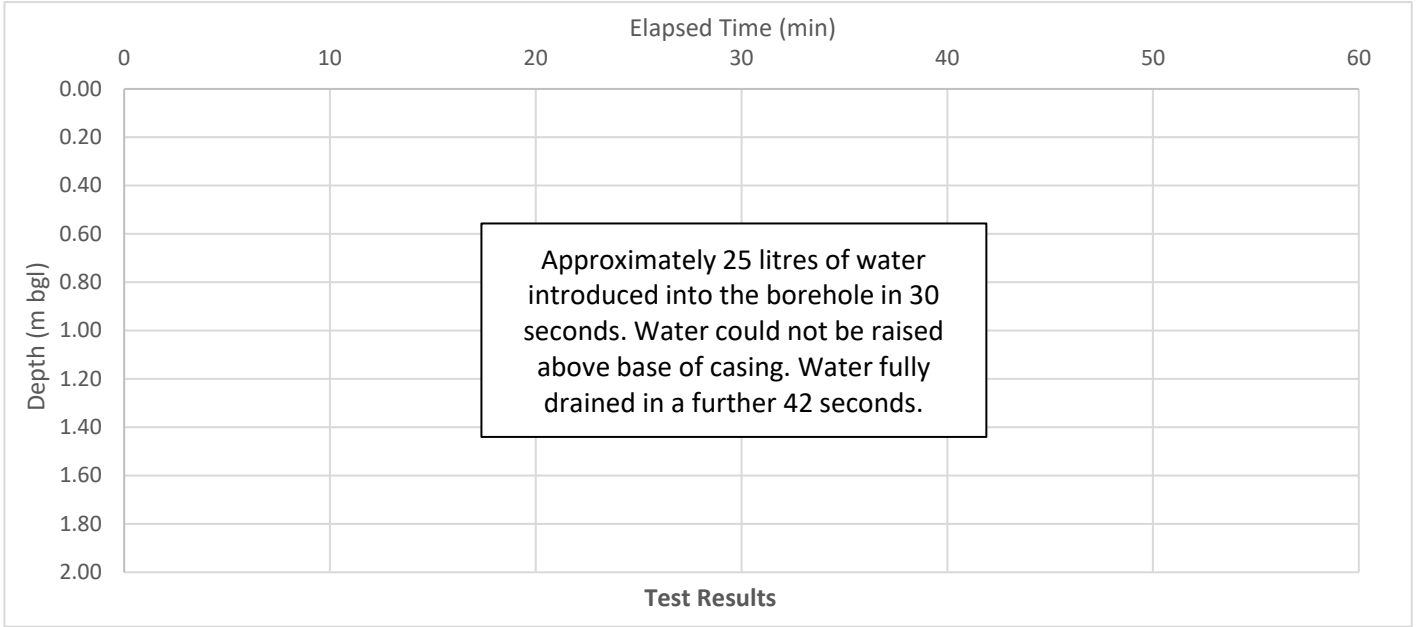 Elapsed Time (min)
0 10 20 30 40 50 60
0.00
0.20
0.40
0.60
0.80
1.00
1.20
1.40
1.60
1.80
2.00
Depth (m bgl)
Approximately 25 litres of water
introduced into the borehole in 30
seconds. Water could not be raised
above base of casing. Water fully
drained in a further 42 seconds.
Test Results